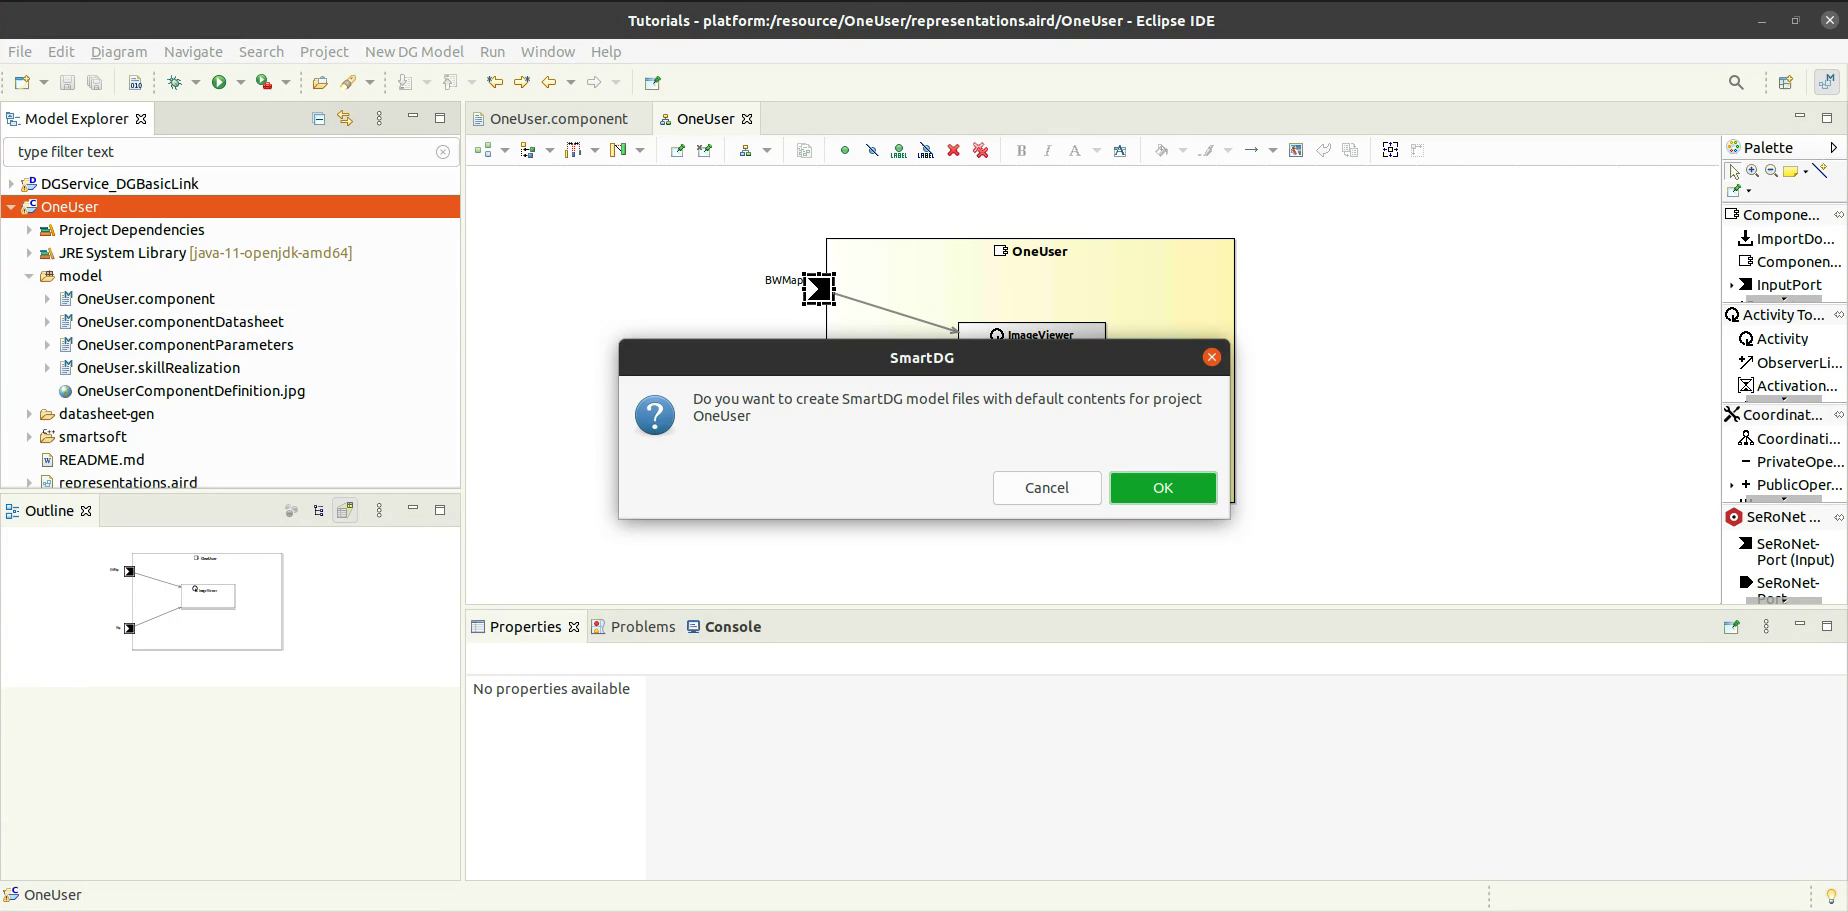 Tutorials - platform:/resource/OneUser/representations.aird/OneUser - Eclipse IDE
File Edit Diagram Navigate Search Project New DG Model Run Window Help
010
M
Model Explorer
OneUser.component
OneUser
type filter text
LABEL LABEL B I A A
Palette
DGService_DGBasicLink
OneUser
Project Dependencies
JRE System Library [java-11-openjdk-amd64]
model
OneUser.component
OneUser.componentDatasheet
OneUser.componentParameters
OneUser.skillRealization
OneUserComponentDefinition.jpg
datasheet-gen
smartsoft
README.md
representations.aird
OneUser
BWMap
ImageViewer
Compone...
ImportDo...
Componen...
InputPort
Activity To...
Activity
ObserverLi...
Activation...
Coordinat...
Coordinati...
PrivateOpe...
PublicOper...
SeRoNet ...
SeRoNet-
Port (Input)
SeRoNet-
Port
SmartDG
Do you want to create SmartDG model files with default contents for project
OneUser
Cancel
OK
Outline
OneUser
ImageViewer
Properties Problems Console
No properties available
OneUser